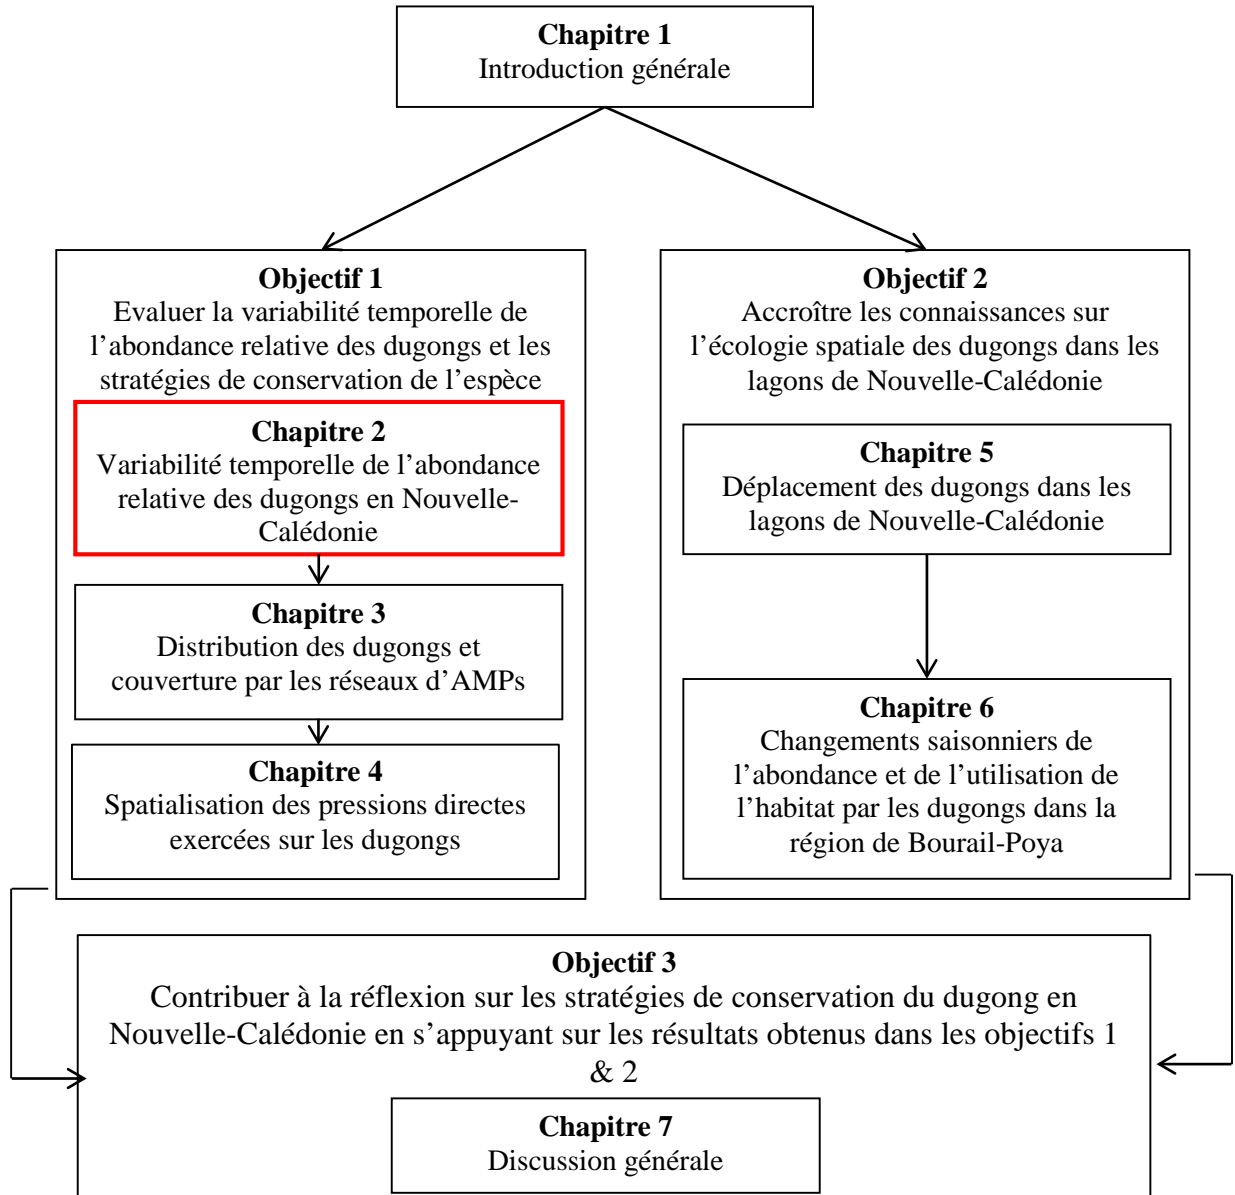 Chapitre 1
Introduction générale
Objectif 1
Evaluer la variabilité temporelle de
l’abondance relative des dugongs et les
stratégies de conservation de l’espèce
Chapitre 2
Variabilité temporelle de l’abondance
relative des dugongs en Nouvelle-
Calédonie
Chapitre 3
Distribution des dugongs et
couverture par les réseaux d’AMPs
Chapitre 4
Spatialisation des pressions directes
exercées sur les dugongs
Objectif 2
Accroître les connaissances sur
l’écologie spatiale des dugongs dans les
lagons de Nouvelle-Calédonie
Chapitre 5
Déplacement des dugongs dans les
lagons de Nouvelle-Calédonie
Chapitre 6
Changements saisonniers de
l’abondance et de l’utilisation de
l’habitat par les dugongs dans la
région de Bourail-Poya
Objectif 3
Contribuer à la réflexion sur les stratégies de conservation du dugong en
Nouvelle-Calédonie en s’appuyant sur les résultats obtenus dans les objectifs 1
& 2
Chapitre 7
Discussion générale